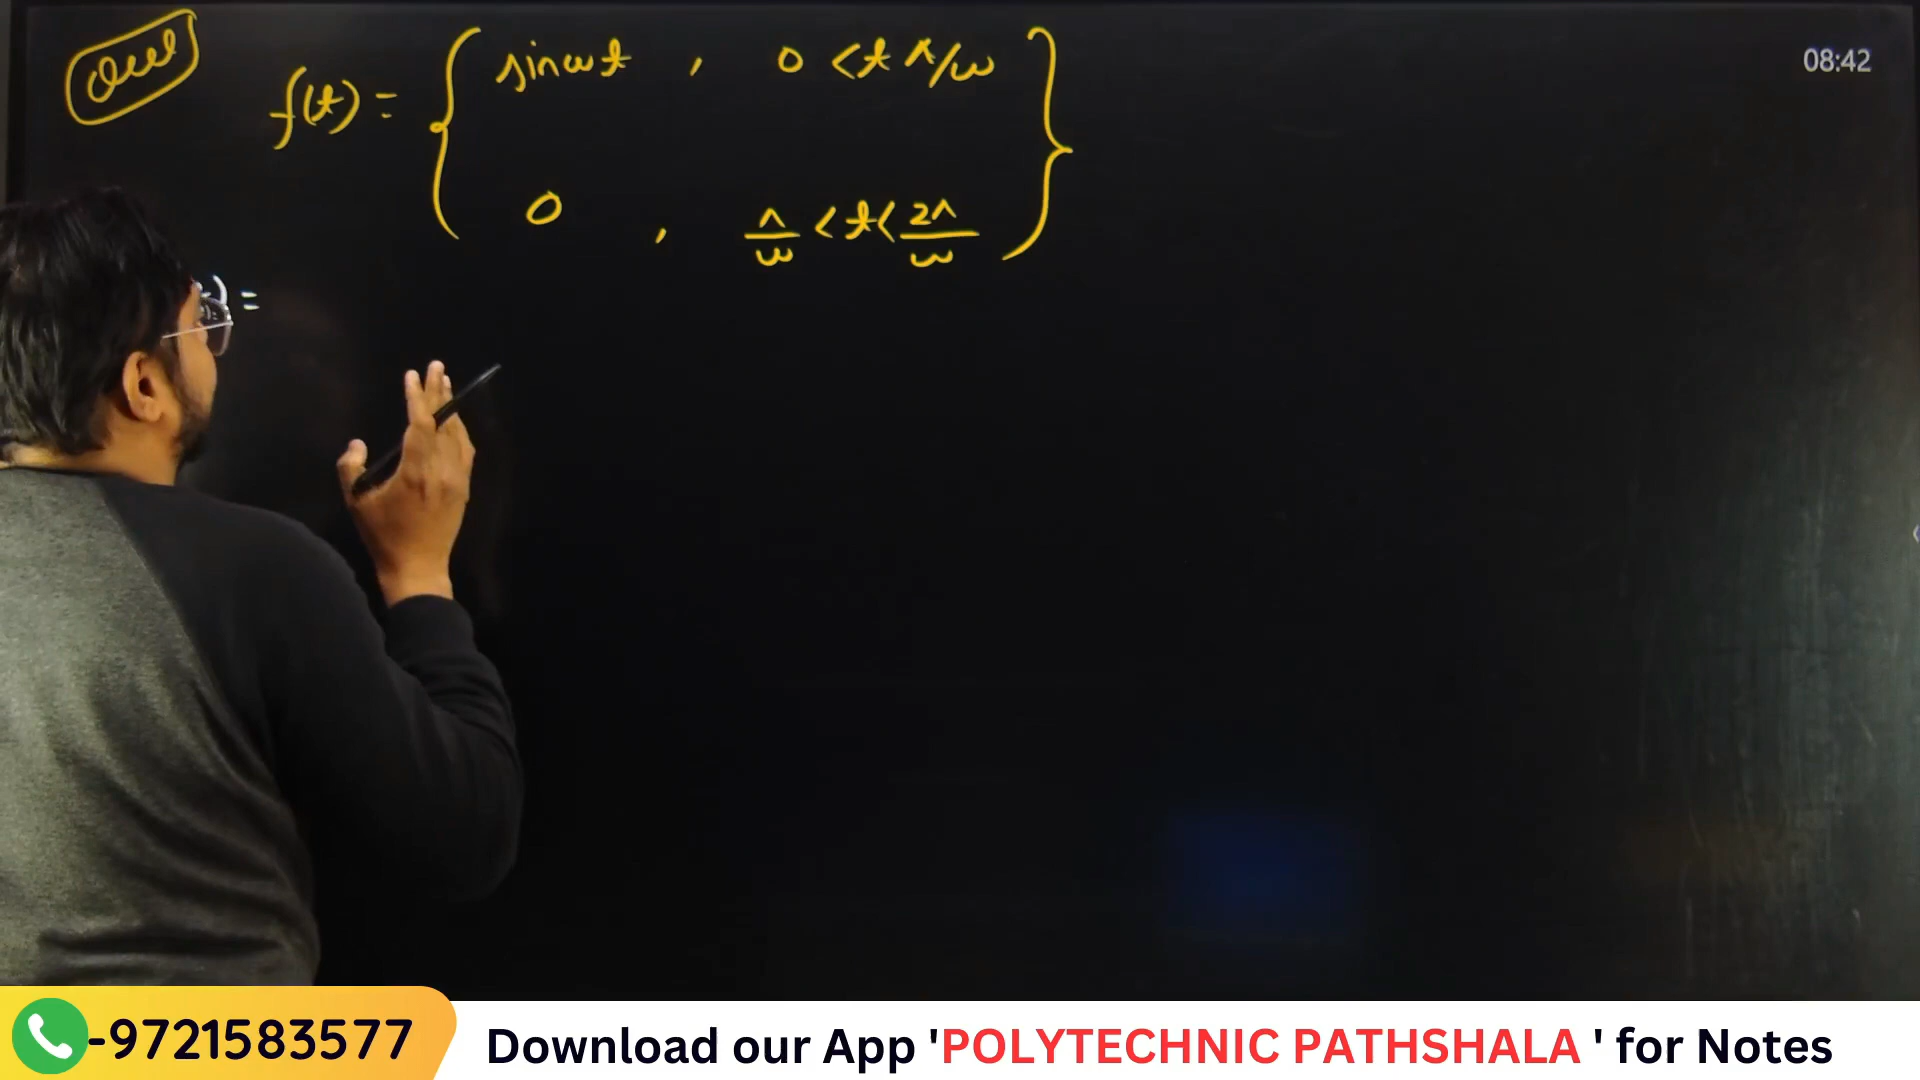 Que
f(t) = { sinωt , 0 < t π/ω
0 , π/ω < t < 2π/ω }
) =
08:42
-9721583577
Download our App 'POLYTECHNIC PATHSHALA ' for Notes